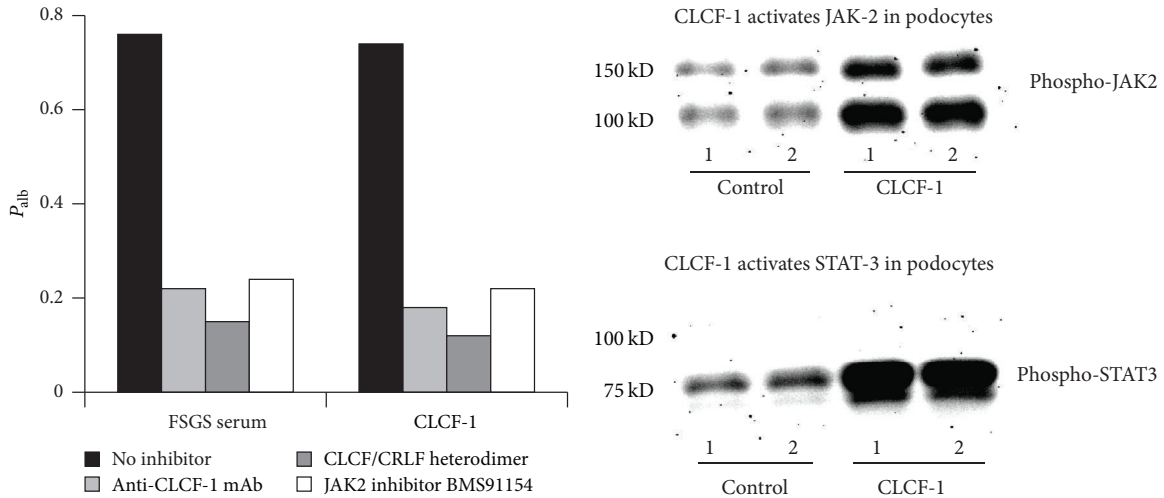 0.8
0.6
0.4
0.2
0
Palb
FSGS serum
CLCF-1
No inhibitor
Anti-CLCF-1 mAb
CLCF/CRLF heterodimer
JAK2 inhibitor BMS91154
CLCF-1 activates JAK-2 in podocytes
150 kD
100 kD
Phospho-JAK2
1 2 1 2
Control CLCF-1
CLCF-1 activates STAT-3 in podocytes
100 kD
75 kD
Phospho-STAT3
1 2 1 2
Control CLCF-1